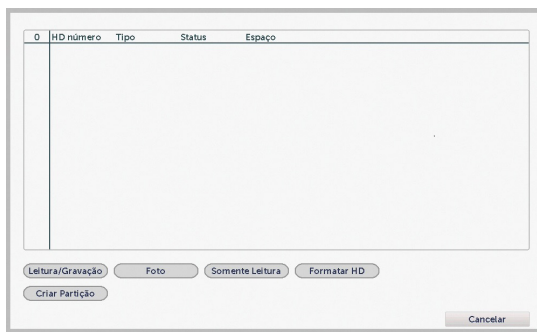 0 HD número Tipo Status Espaço
Leitura/Gravação Foto Somente Leitura Formatar HD
Criar Partição
Cancelar